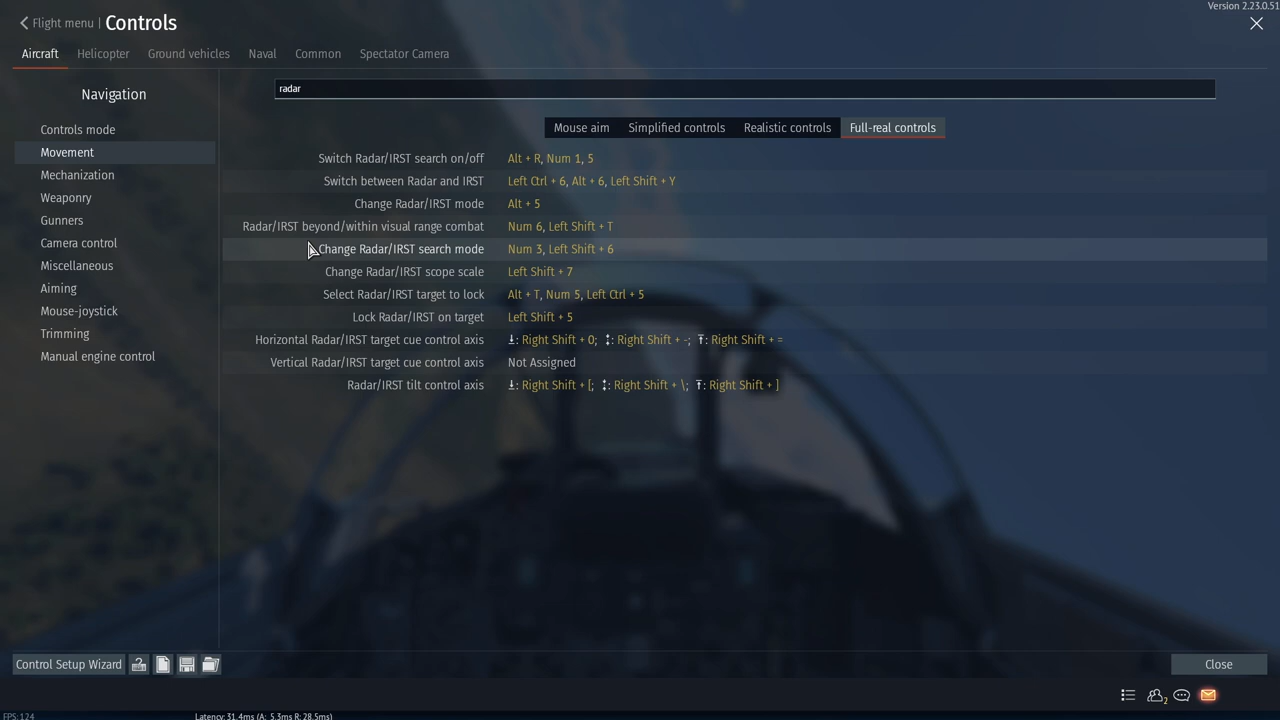 Version 2.23.0.51
Flight menu | Controls
Aircraft Helicopter Ground vehicles Naval Common Spectator Camera
Navigation
Controls mode
Movement
Mechanization
Weaponry
Gunners
Camera control
Miscellaneous
Aiming
Mouse-joystick
Trimming
Manual engine control
radar
Mouse aim Simplified controls Realistic controls Full-real controls
Switch Radar/IRST search on/off Alt + R, Num 1, 5
Switch between Radar and IRST Left Ctrl + 6, Alt + 6, Left Shift + Y
Change Radar/IRST mode Alt + 5
Radar/IRST beyond/within visual range combat Num 6, Left Shift + T
Change Radar/IRST search mode Num 3, Left Shift + 6
Change Radar/IRST scope scale Left Shift + 7
Select Radar/IRST target to lock Alt + T, Num 5, Left Ctrl + 5
Lock Radar/IRST on target Left Shift + 5
Horizontal Radar/IRST target cue control axis : Right Shift + 0; : Right Shift + -; : Right Shift + =
Vertical Radar/IRST target cue control axis Not Assigned
Radar/IRST tilt control axis : Right Shift + [; : Right Shift + \; : Right Shift + ]
Control Setup Wizard
Close
2
FPS:124 Latency: 31.4ms (A: 5.3ms R: 28.5ms)